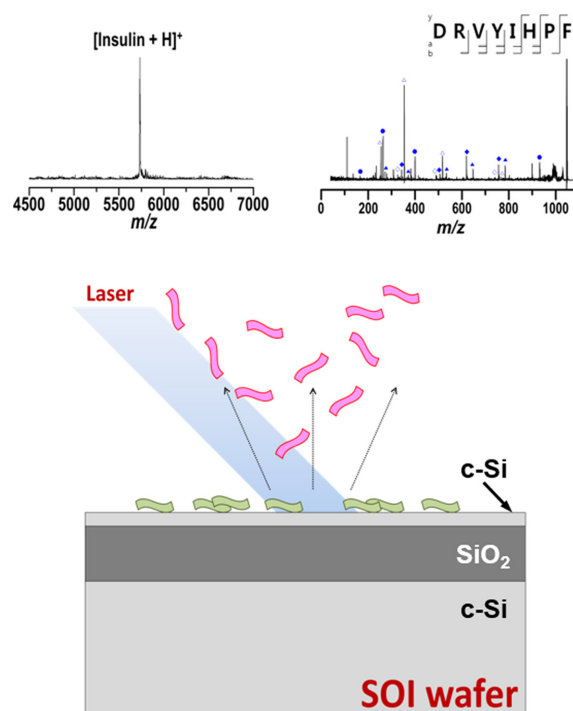 [Insulin + H]⁺
4500 5000 5500 6000 6500 7000
m/z
y
D R V Y I H P F
a
b
0 200 400 600 800 1000
m/z
Laser
c-Si
SiO₂
c-Si
SOI wafer